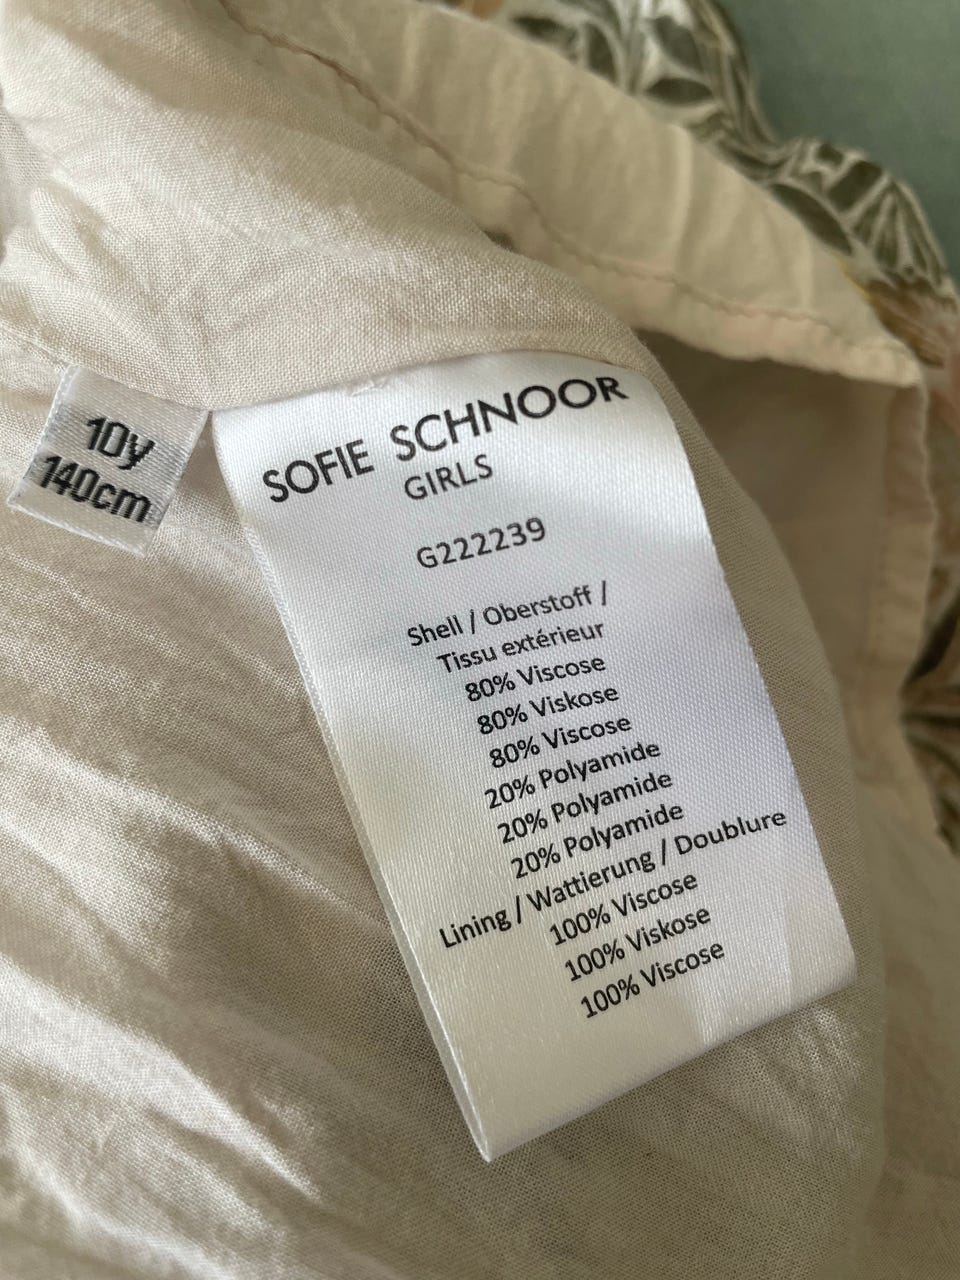 10y
140cm
SOFIE SCHNOOR
GIRLS
G222239
Shell / Oberstoff /
Tissu extérieur
80% Viscose
80% Viskose
80% Viscose
20% Polyamide
20% Polyamide
20% Polyamide
Lining / Wattierung / Doublure
100% Viscose
100% Viskose
100% Viscose